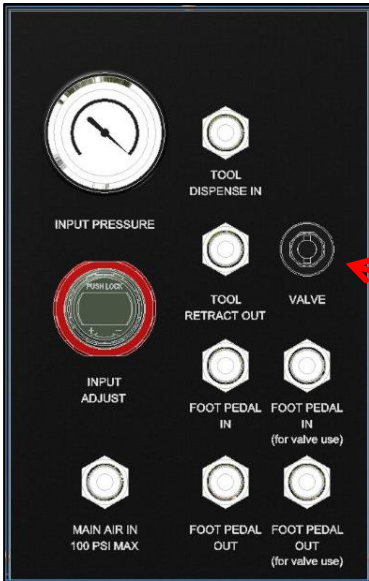 TOOL
DISPENSE IN
INPUT PRESSURE
PUSH LOCK
+ -
TOOL
RETRACT OUT
VALVE
INPUT
ADJUST
FOOT PEDAL
IN
FOOT PEDAL
IN
(for valve use)
MAIN AIR IN
100 PSI MAX
FOOT PEDAL
OUT
FOOT PEDAL
OUT
(for valve use)